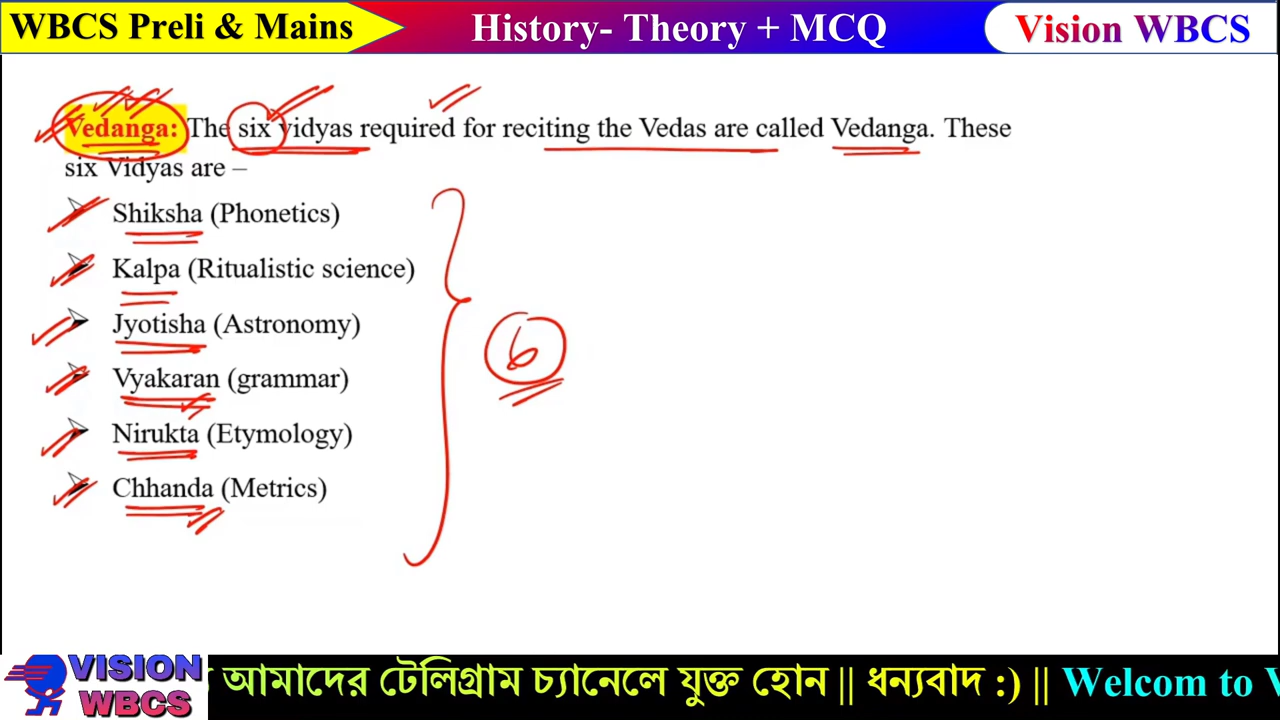 WBCS Preli & Mains
History- Theory + MCQ
Vision WBCS
Vedanga: The six vidyas required for reciting the Vedas are called Vedanga. These
six Vidyas are –
Shiksha (Phonetics)
Kalpa (Ritualistic science)
Jyotisha (Astronomy)
Vyakaran (grammar)
Nirukta (Etymology)
Chhanda (Metrics)
6
VISION
WBCS
আমাদের টেলিগ্রাম চ্যানেলে যুক্ত হোন || ধন্যবাদ :) || Welcom to